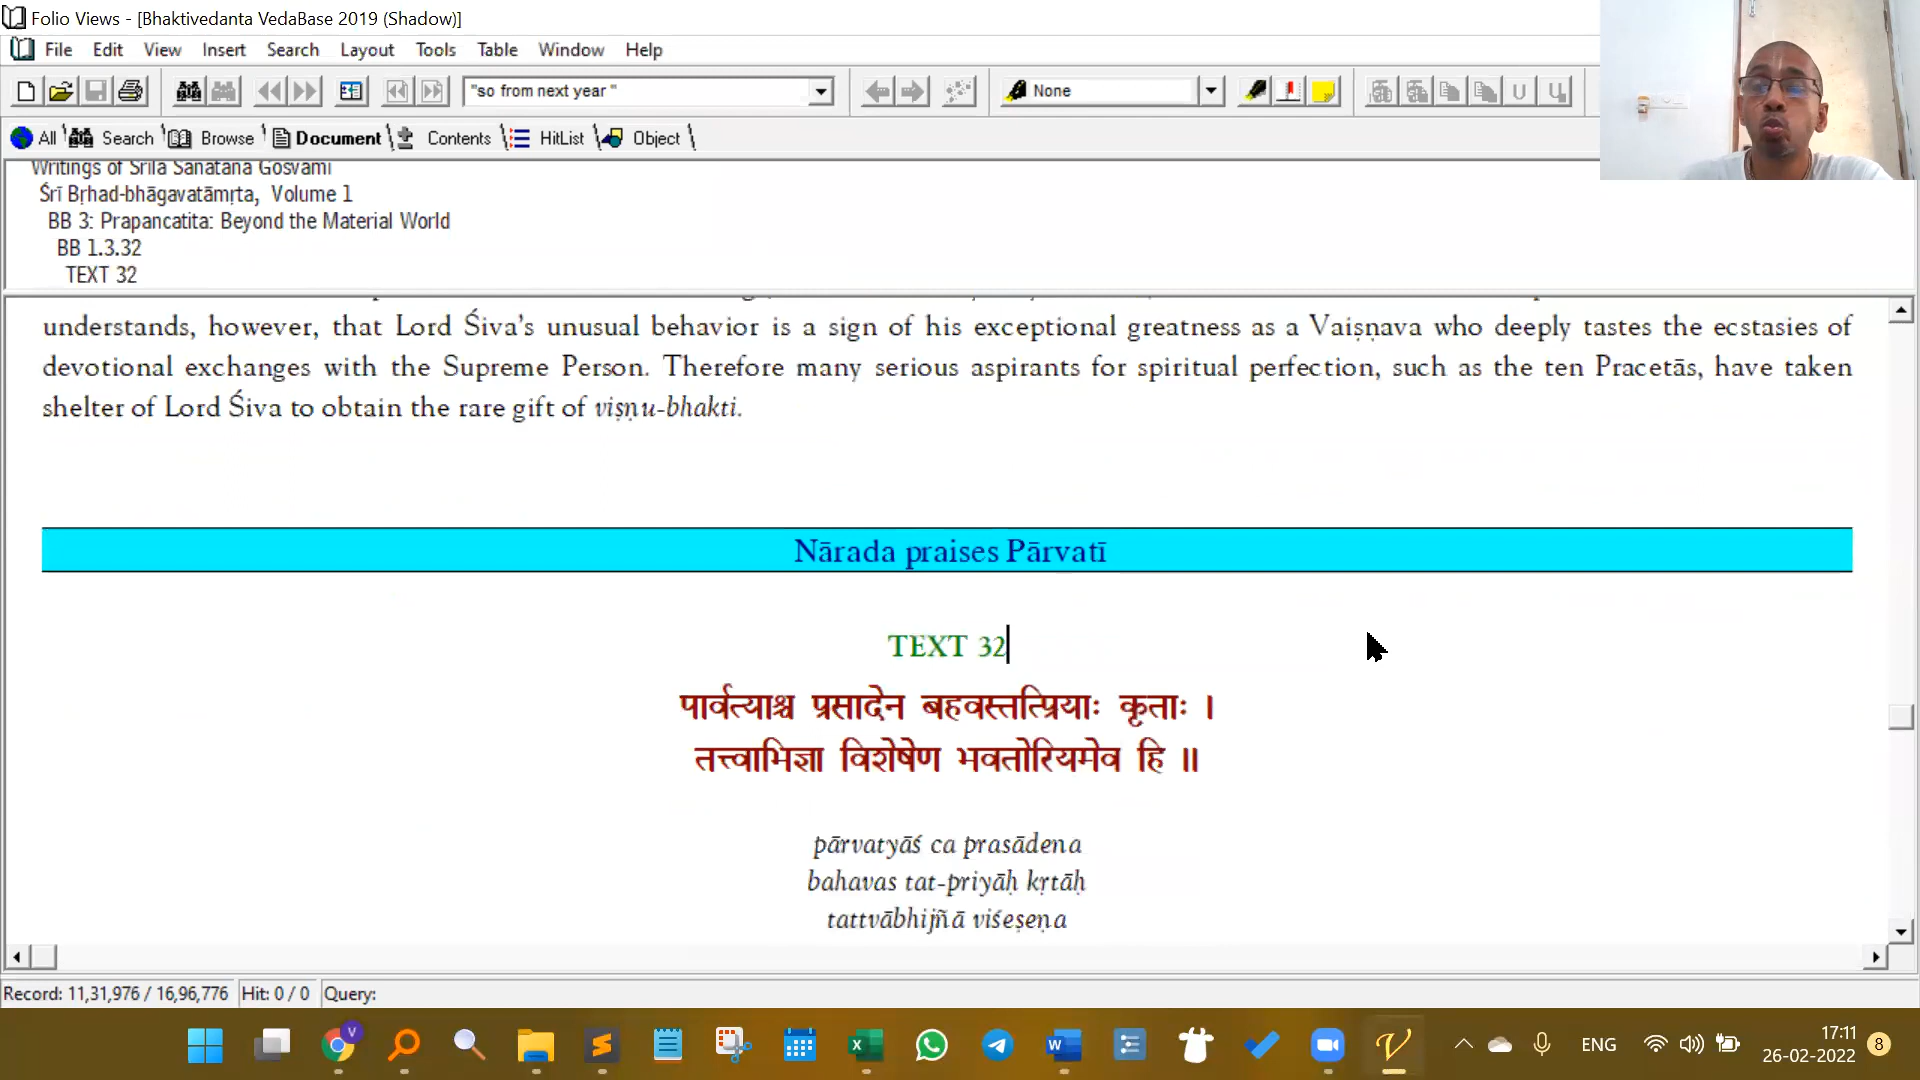 Folio Views - [Bhaktivedanta VedaBase 2019 (Shadow)]
File Edit View Insert Search Layout Tools Table Window Help
"so from next year "
None
All Search Browse Document Contents HitList Object
Writings of Srila Sanatana Gosvami
Śrī Bṛhad-bhāgavatāmṛta, Volume 1
BB 3: Prapancatita: Beyond the Material World
BB 1.3.32
TEXT 32
understands, however, that Lord Śiva’s unusual behavior is a sign of his exceptional greatness as a Vaiṣṇava who deeply tastes the ecstasies of
devotional exchanges with the Supreme Person. Therefore many serious aspirants for spiritual perfection, such as the ten Pracetās, have taken
shelter of Lord Śiva to obtain the rare gift of viṣṇu-bhakti.
Nārada praises Pārvatī
TEXT 32
पार्वत्याश्च प्रसादेन बहवस्तत्प्रियाः कृताः ।
तत्त्वाभिज्ञा विशेषेण भवतोरियमेव हि ॥
pārvatyāś ca prasādena
bahavas tat-priyāḥ kṛtāḥ
tattvābhijñā viśeṣeṇa
Record: 11,31,976 / 16,96,776 Hit: 0 / 0 Query:
ENG
17:11
26-02-2022
8